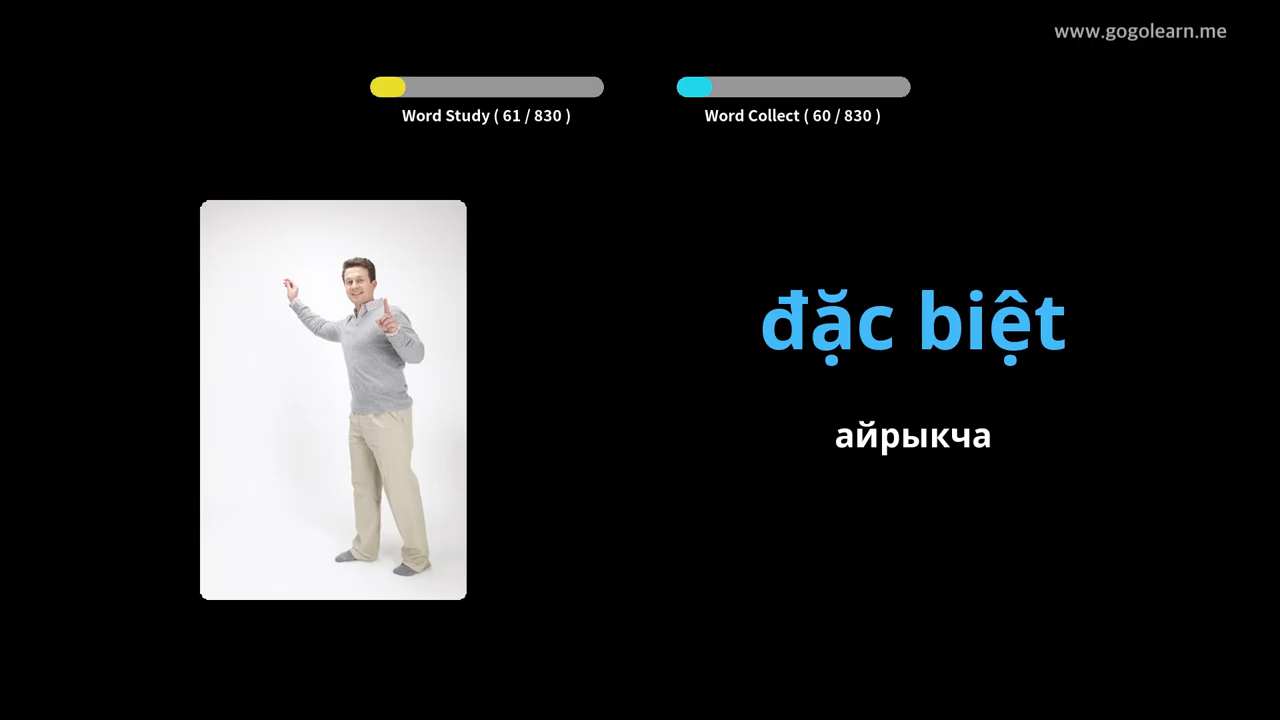 www.gogolearn.me
Word Study ( 61 / 830 )
Word Collect ( 60 / 830 )
đặc biệt
айрыкча